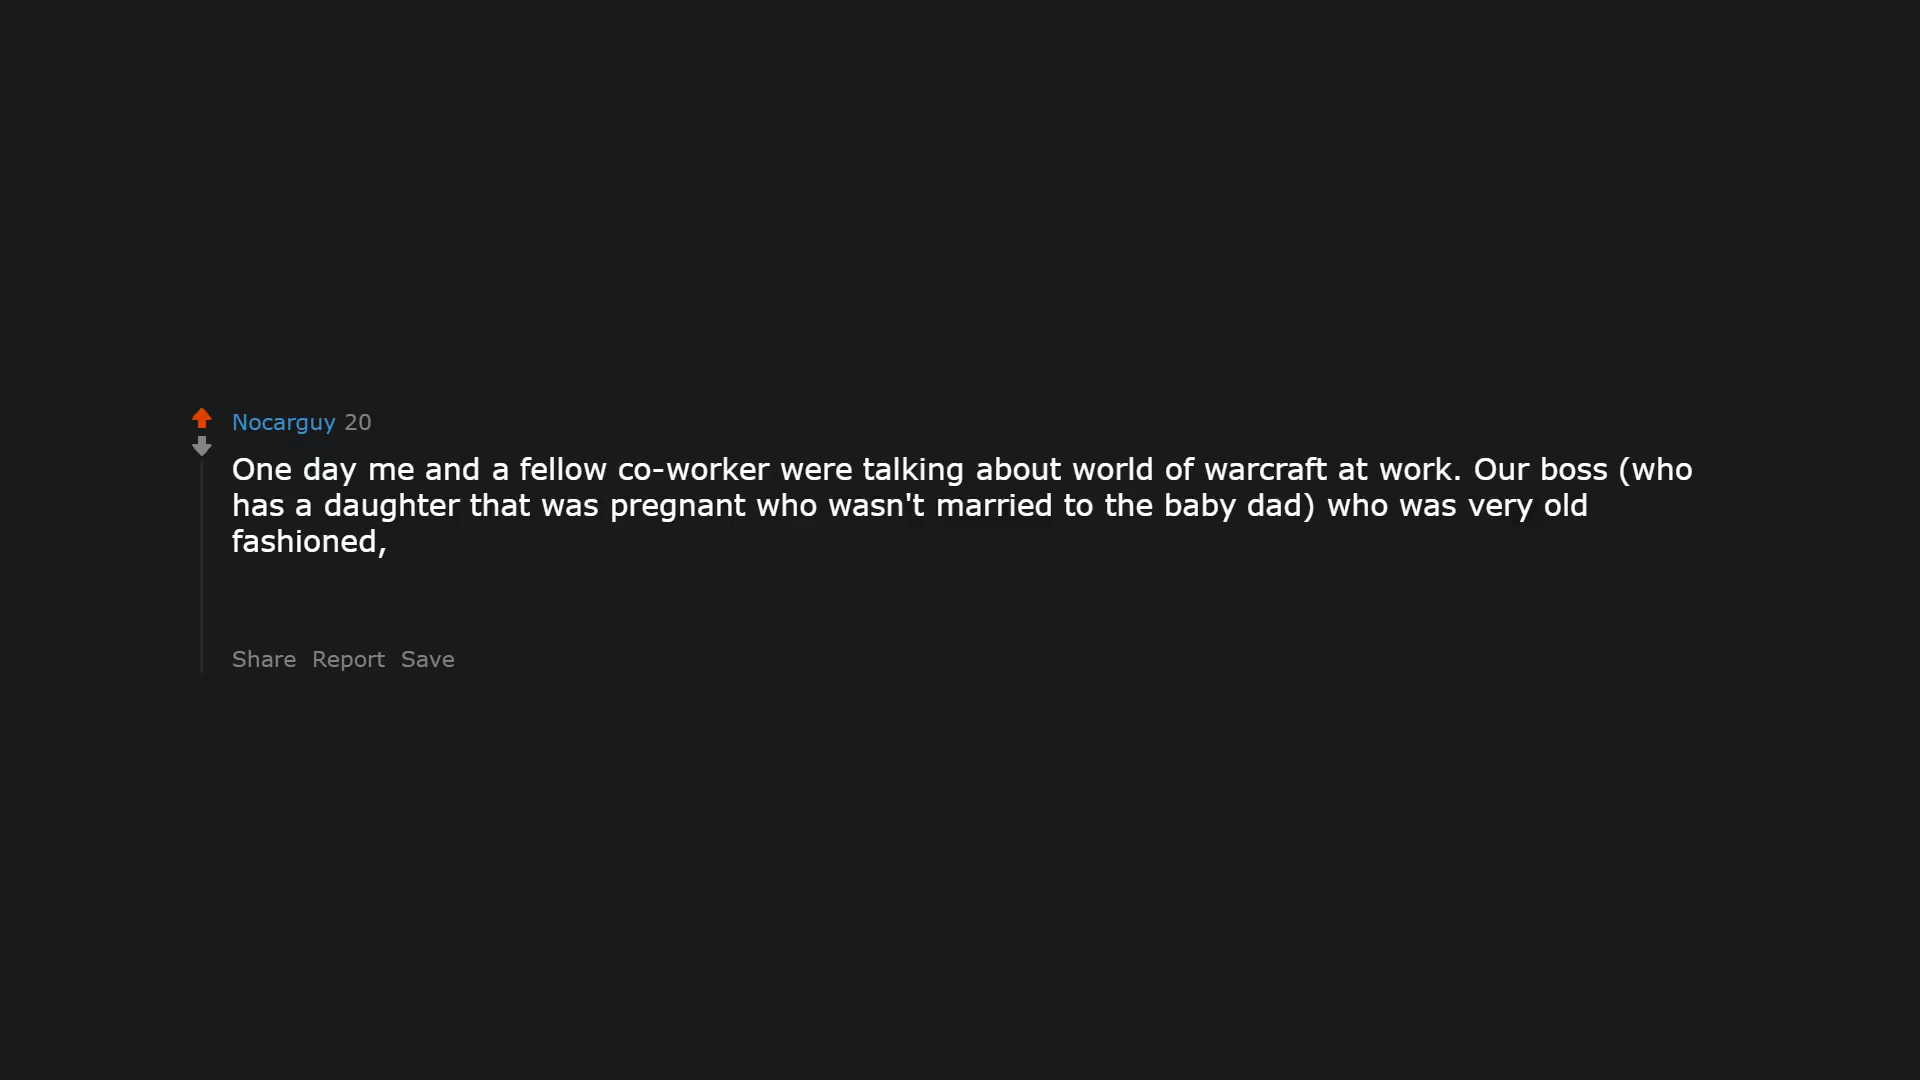 Nocarguy 20
One day me and a fellow co-worker were talking about world of warcraft at work. Our boss (who
has a daughter that was pregnant who wasn't married to the baby dad) who was very old
fashioned,
Share Report Save